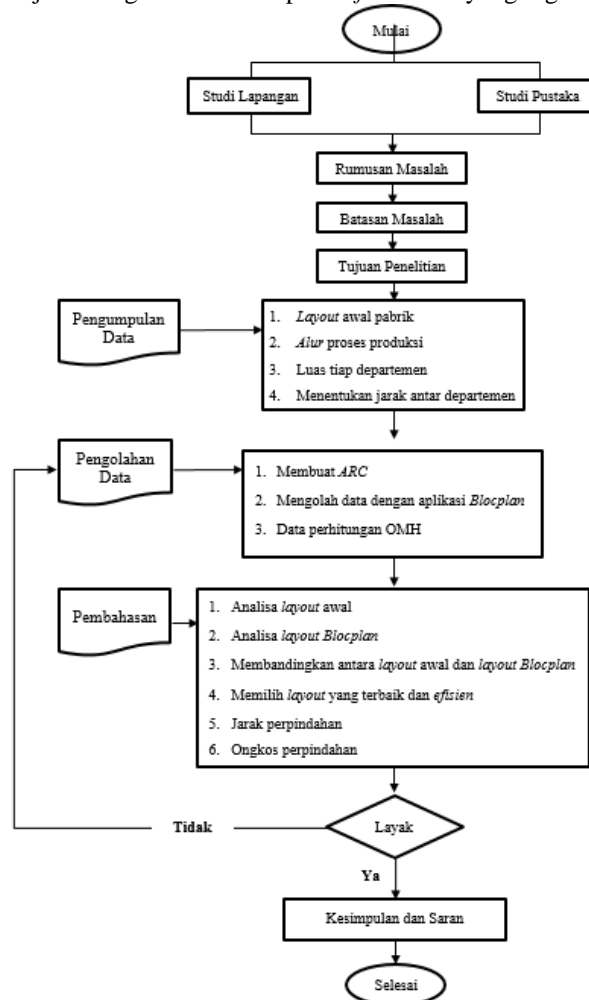 Mulai
Studi Lapangan
Studi Pustaka
Rumusan Masalah
Batasan Masalah
Tujuan Penelitian
Pengumpulan
Data
1. Layout awal pabrik
2. Alur proses produksi
3. Luas tiap departemen
4. Menentukan jarak antar departemen
Pengolahan
Data
1. Membuat ARC
2. Mengolah data dengan aplikasi Blocplan
3. Data perhitungan OMH
Pembahasan
1. Analisa layout awal
2. Analisa layout Blocplan
3. Membandingkan antara layout awal dan layout Blocplan
4. Memilih layout yang terbaik dan efisien
5. Jarak perpindahan
6. Ongkos perpindahan
Tidak
Layak
Ya
Kesimpulan dan Saran
Selesai